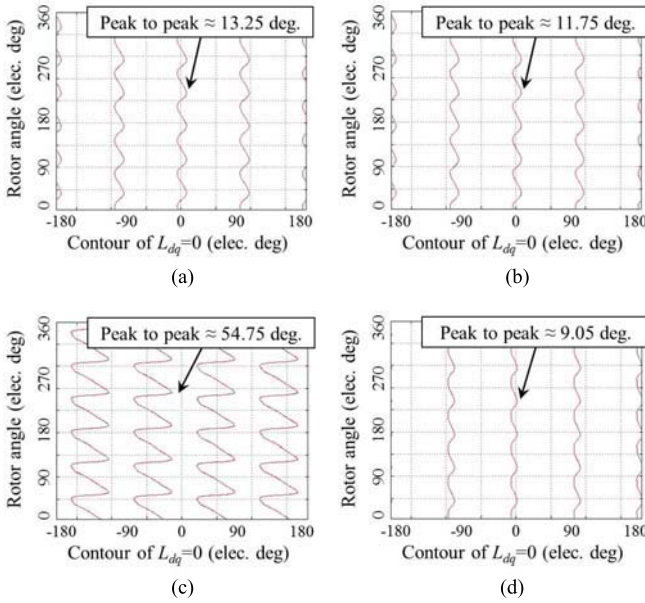 Peak to peak ≈ 13.25 deg.
Rotor angle (elec. deg)
360
270
180
90
0
-180 -90 0 90 180
Contour of Ldq=0 (elec. deg)
(a)
Peak to peak ≈ 11.75 deg.
Rotor angle (elec. deg)
360
270
180
90
0
-180 -90 0 90 180
Contour of Ldq=0 (elec. deg)
(b)
Peak to peak ≈ 54.75 deg.
Rotor angle (elec. deg)
360
270
180
90
0
-180 -90 0 90 180
Contour of Ldq=0 (elec. deg)
(c)
Peak to peak ≈ 9.05 deg.
Rotor angle (elec. deg)
360
270
180
90
0
-180 -90 0 90 180
Contour of Ldq=0 (elec. deg)
(d)